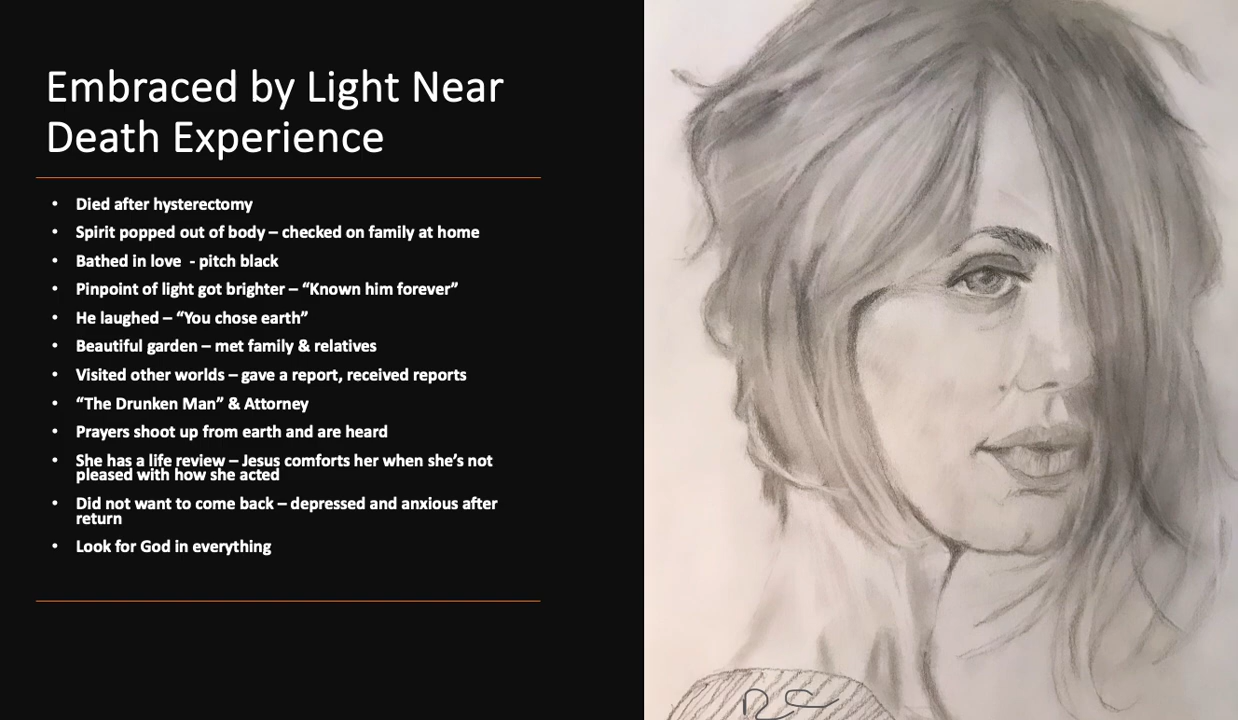 Embraced by Light Near
Death Experience
• Died after hysterectomy
• Spirit popped out of body – checked on family at home
• Bathed in love  - pitch black
• Pinpoint of light got brighter – “Known him forever”
• He laughed – “You chose earth”
• Beautiful garden – met family & relatives
• Visited other worlds – gave a report, received reports
• “The Drunken Man” & Attorney
• Prayers shoot up from earth and are heard
• She has a life review – Jesus comforts her when she’s not
pleased with how she acted
• Did not want to come back – depressed and anxious after
return
• Look for God in everything